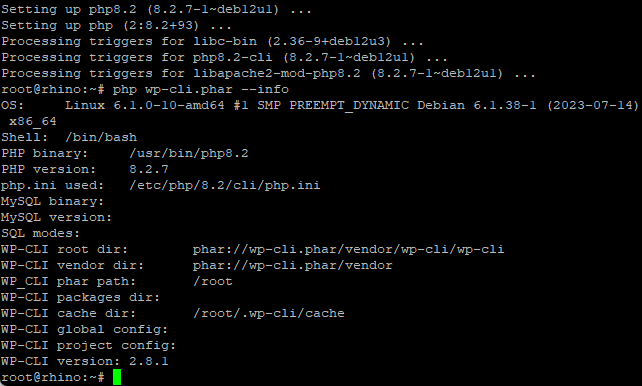 Setting up php8.2 (8.2.7-1~deb12u1) ...
Setting up php (2:8.2+93) ...
Processing triggers for libc-bin (2.36-9+deb12u3) ...
Processing triggers for php8.2-cli (8.2.7-1~deb12u1) ...
Processing triggers for libapache2-mod-php8.2 (8.2.7-1~deb12u1) ...
root@rhino:~# php wp-cli.phar --info
OS:     Linux 6.1.0-10-amd64 #1 SMP PREEMPT_DYNAMIC Debian 6.1.38-1 (2023-07-14)
 x86_64
Shell:  /bin/bash
PHP binary:     /usr/bin/php8.2
PHP version:    8.2.7
php.ini used:   /etc/php/8.2/cli/php.ini
MySQL binary:
MySQL version:
SQL modes:
WP-CLI root dir:        phar://wp-cli.phar/vendor/wp-cli/wp-cli
WP-CLI vendor dir:      phar://wp-cli.phar/vendor
WP_CLI phar path:       /root
WP-CLI packages dir:
WP-CLI cache dir:       /root/.wp-cli/cache
WP-CLI global config:
WP-CLI project config:
WP-CLI version: 2.8.1
root@rhino:~#